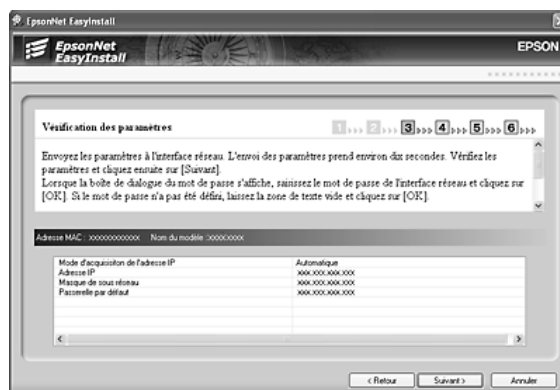 EpsonNet EasyInstall
EpsonNet
EasyInstall
EPSON
Vérification des paramètres
1 >>> 2 >>> 3 >>> 4 >>> 5 >>> 6 >>>
Envoyez les paramètres à l'interface réseau. L'envoi des paramètres prend environ dix secondes. Vérifiez les
paramètres et cliquez ensuite sur [Suivant].
Lorsque la boîte de dialogue du mot de passe s'affiche, saisissez le mot de passe de l'interface réseau et cliquez sur
[OK]. Si le mot de passe n'a pas été défini, laissez la zone de texte vide et cliquez sur [OK].
Adresse MAC : xxxxxxxxxxxx Nom du modèle :xxxxxxxxx
Mode d'acquisiton de l'adresse IP Automatique
Adresse IP xxx.xxx.xxx.xxx
Masque de sous réseau xxx.xxx.xxx.xxx
Passerelle par défaut xxx.xxx.xxx.xxx
< Retour Suivant > Annuler